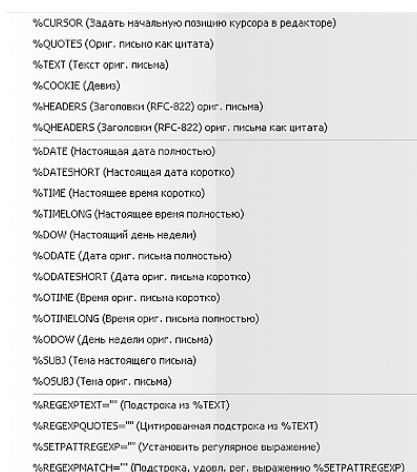 %CURSOR (Задать начальную позицию курсора в редакторе)
%QUOTES (Ориг. письмо как цитата)
%TEXT (Текст ориг. письма)
%COOKIE (Девиз)
%HEADERS (Заголовки (RFC-822) ориг. письма)
%QHEADERS (Заголовки (RFC-822) ориг. письма как цитата)
%DATE (Настоящая дата полностью)
%DATESHORT (Настоящая дата коротко)
%TIME (Настоящее время коротко)
%TIMELONG (Настоящее время полностью)
%DOW (Настоящий день недели)
%ODATE (Дата ориг. письма полностью)
%ODATESHORT (Дата ориг. письма коротко)
%OTIME (Время ориг. письма коротко)
%OTIMELONG (Время ориг. письма полностью)
%ODOW (День недели ориг. письма)
%SUBJ (Тема настоящего письма)
%OSUBJ (Тема ориг. письма)
%REGEXPTEXT="" (Подстрока из %TEXT)
%REGEXPQUOTES="" (Цитированная подстрока из %TEXT)
%SETPATTREGEXP="" (Установить регулярное выражение)
%REGEXPMATCH="" (Подстрока, удовл. рег. выражению %SETPATTREGEXP)